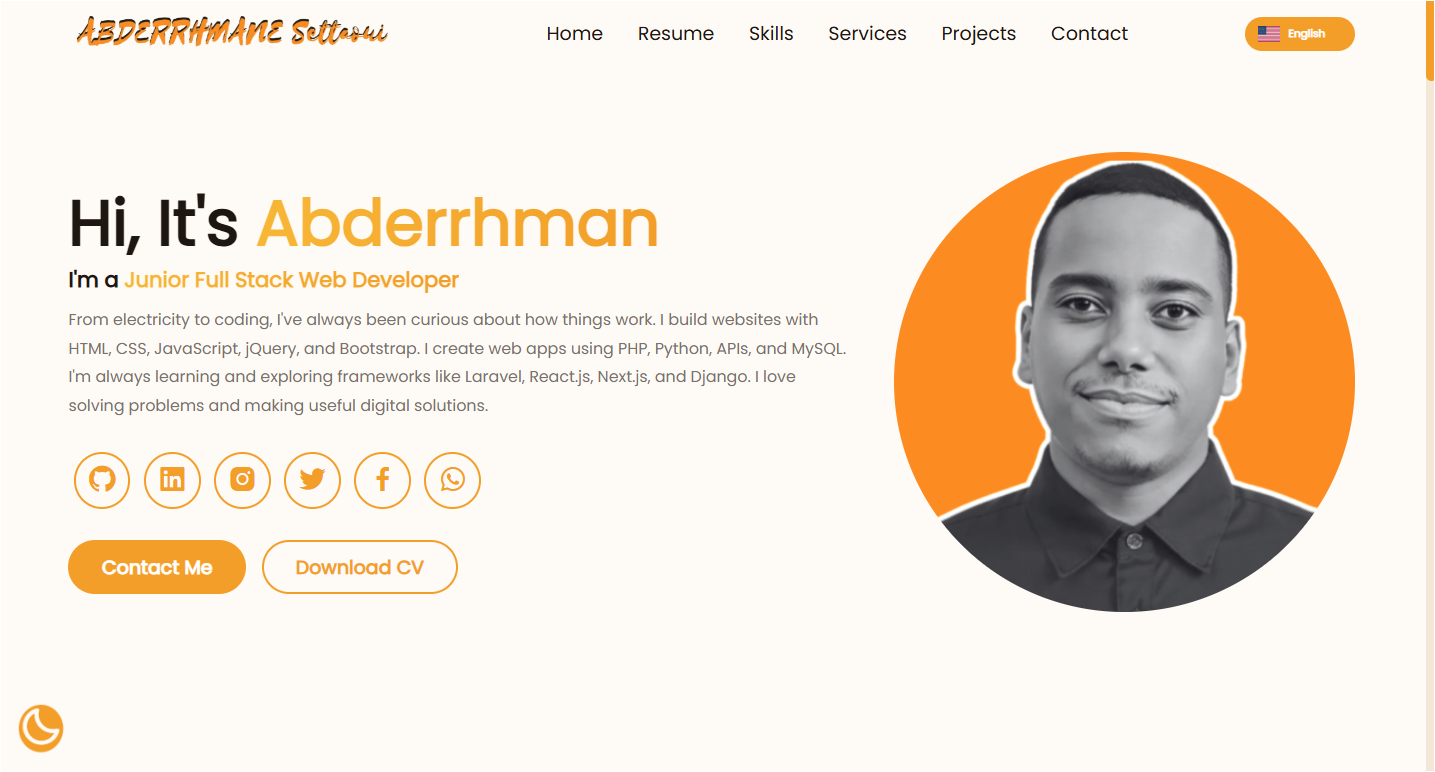 ABDERRHMANE Settaoui
Home Resume Skills Services Projects Contact
English
Hi, It's Abderrhman
I'm a Junior Full Stack Web Developer
From electricity to coding, I've always been curious about how things work. I build websites with
HTML, CSS, JavaScript, jQuery, and Bootstrap. I create web apps using PHP, Python, APIs, and MySQL.
I'm always learning and exploring frameworks like Laravel, React.js, Next.js, and Django. I love
solving problems and making useful digital solutions.
Contact Me
Download CV